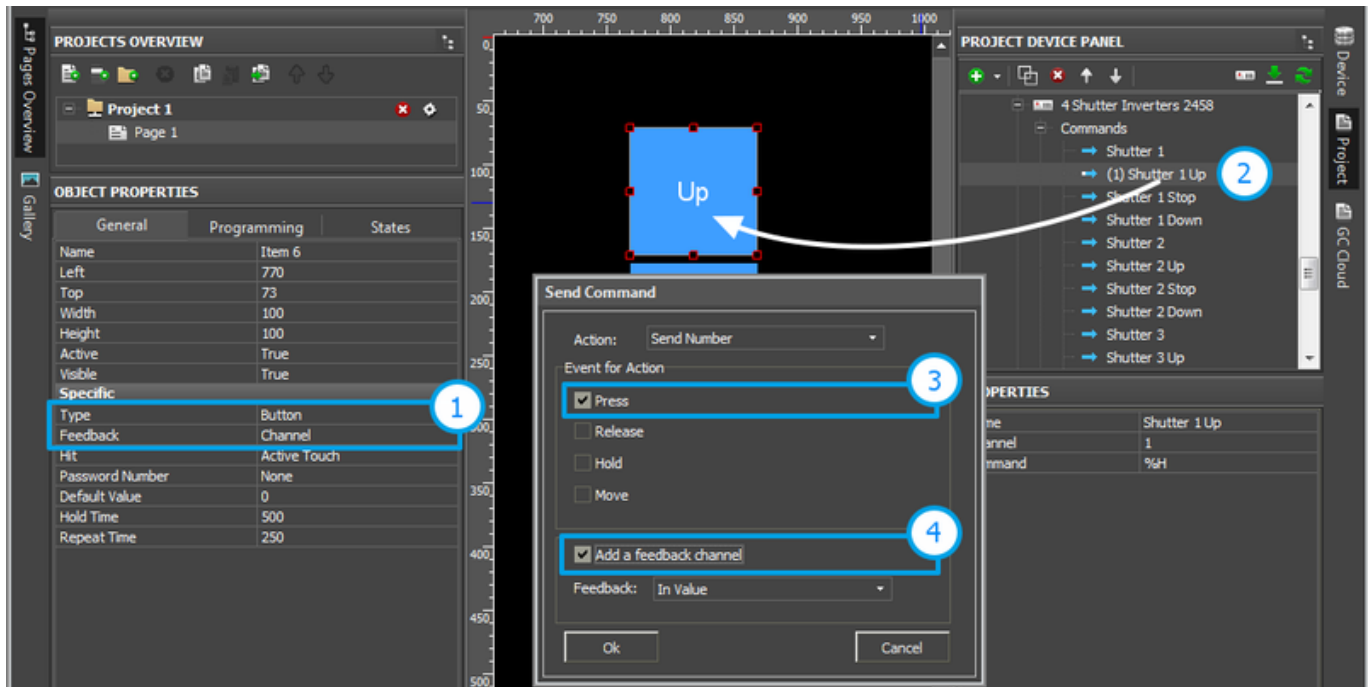 Pages Overview
Gallery
PROJECTS OVERVIEW
Project 1
Page 1
OBJECT PROPERTIES
General Programming States
Name Item 6
Left 770
Top 73
Width 100
Height 100
Active True
Visible True
Specific
Type Button
Feedback Channel
Hit Active Touch
Password Number None
Default Value 0
Hold Time 500
Repeat Time 250
1
700 750 800 850 900 950 1000
0
50
100
150
200
250
350
400
450
500
Up
Send Command
Action: Send Number
Event for Action
Press
3
Release
Hold
Move
4
Add a feedback channel
Feedback: In Value
Ok Cancel
PROJECT DEVICE PANEL
4 Shutter Inverters 2458
Commands
Shutter 1
(1) Shutter 1 Up
2
Shutter 1 Stop
Shutter 1 Down
Shutter 2
Shutter 2 Up
Shutter 2 Stop
Shutter 2 Down
Shutter 3
Shutter 3 Up
OPERTIES
me Shutter 1 Up
annel 1
mmand %H
Device
Project
GC Cloud